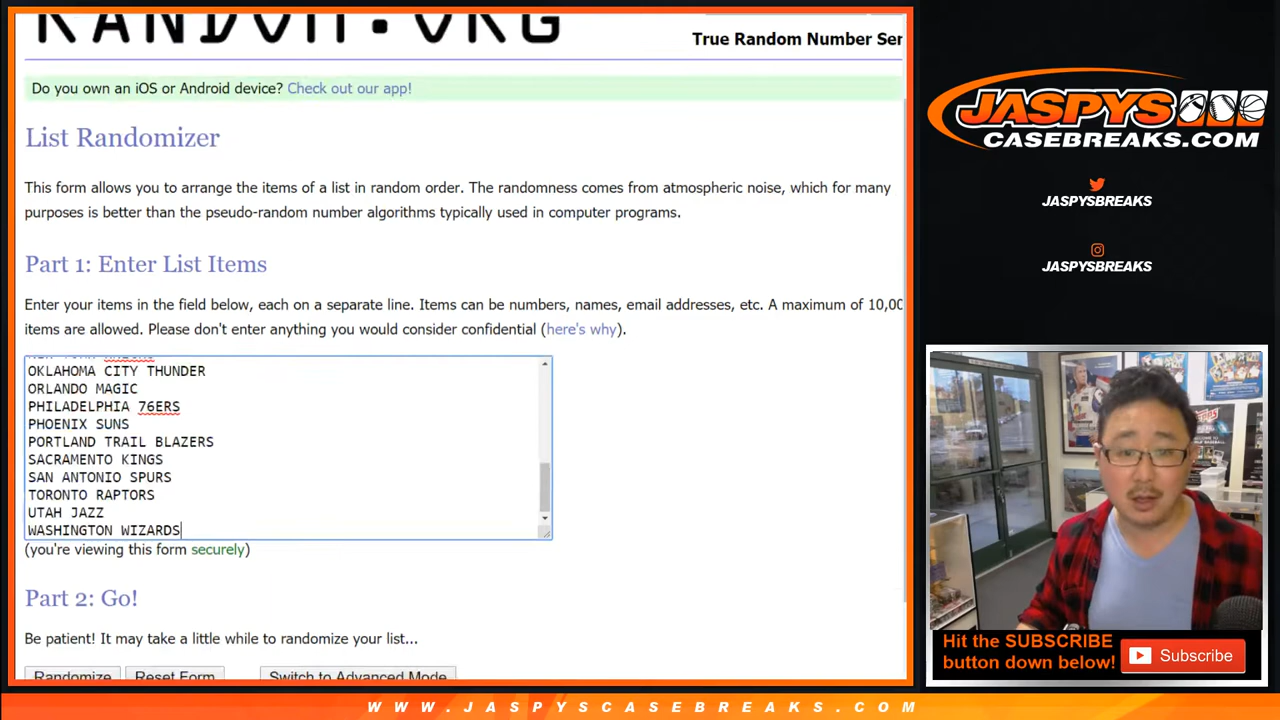 RANDOM.ORG
True Random Number Ser
Do you own an iOS or Android device? Check out our app!
List Randomizer
This form allows you to arrange the items of a list in random order. The randomness comes from atmospheric noise, which for many
purposes is better than the pseudo-random number algorithms typically used in computer programs.
Part 1: Enter List Items
Enter your items in the field below, each on a separate line. Items can be numbers, names, email addresses, etc. A maximum of 10,00
items are allowed. Please don't enter anything you would consider confidential (here's why).
OKLAHOMA CITY THUNDER
ORLANDO MAGIC
PHILADELPHIA 76ERS
PHOENIX SUNS
PORTLAND TRAIL BLAZERS
SACRAMENTO KINGS
SAN ANTONIO SPURS
TORONTO RAPTORS
UTAH JAZZ
WASHINGTON WIZARDS
(you're viewing this form securely)
Part 2: Go!
Be patient! It may take a little while to randomize your list...
Randomize Reset Form Switch to Advanced Mode
JASPYS
CASEBREAKS.COM
JASPYSBREAKS
JASPYSBREAKS
Hit the SUBSCRIBE
button down below!
Subscribe
WWW.JASPYSCASEBREAKS.COM